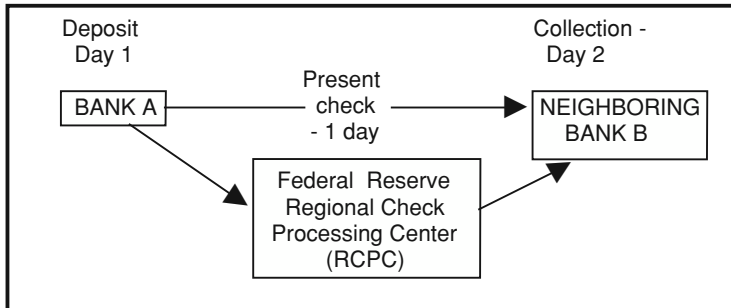 Deposit
Day 1
Collection -
Day 2
BANK A
Present
check
- 1 day
NEIGHBORING
BANK B
Federal Reserve
Regional Check
Processing Center
(RCPC)